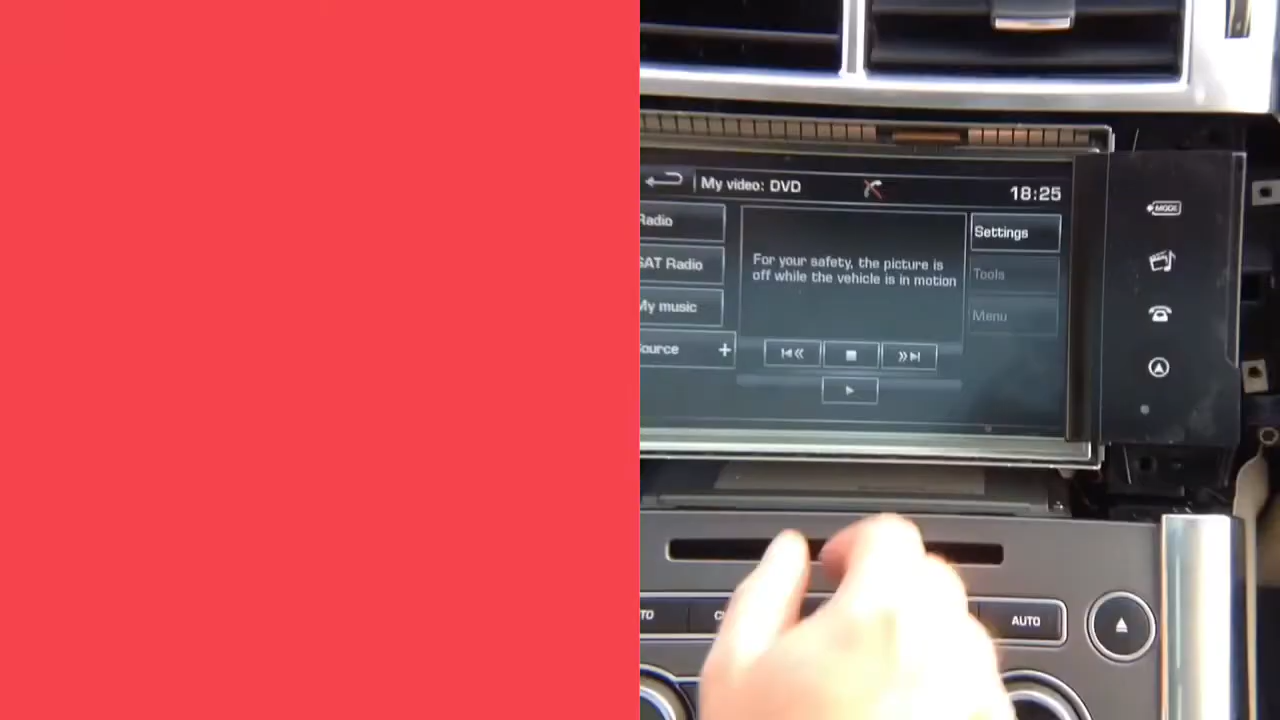 My video: DVD
18:25
Radio
SAT Radio
My music
Source +
For your safety, the picture is
off while the vehicle is in motion
Settings
Tools
Menu
MODE
AUTO